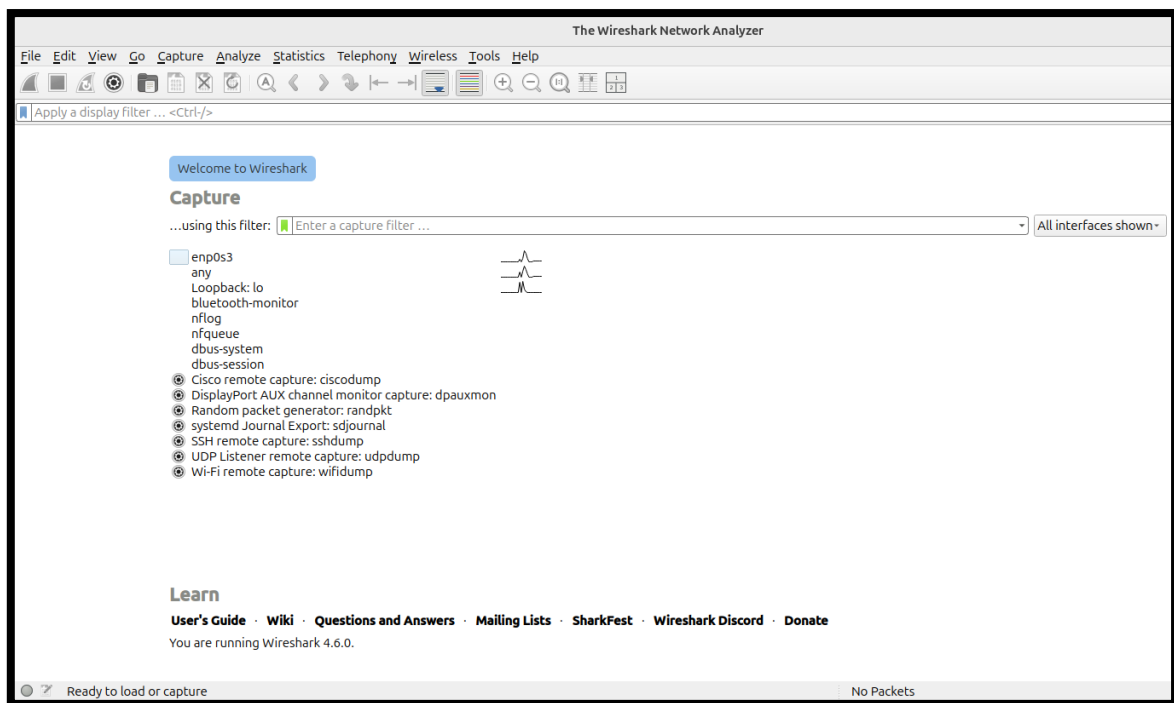 The Wireshark Network Analyzer
File Edit View Go Capture Analyze Statistics Telephony Wireless Tools Help
Apply a display filter … <Ctrl-/>
Welcome to Wireshark
Capture
…using this filter: Enter a capture filter … All interfaces shown
enp0s3
any
Loopback: lo
bluetooth-monitor
nflog
nfqueue
dbus-system
dbus-session
Cisco remote capture: ciscodump
DisplayPort AUX channel monitor capture: dpauxmon
Random packet generator: randpkt
systemd Journal Export: sdjournal
SSH remote capture: sshdump
UDP Listener remote capture: udpdump
Wi-Fi remote capture: wifidump
Learn
User's Guide · Wiki · Questions and Answers · Mailing Lists · SharkFest · Wireshark Discord · Donate
You are running Wireshark 4.6.0.
Ready to load or capture No Packets